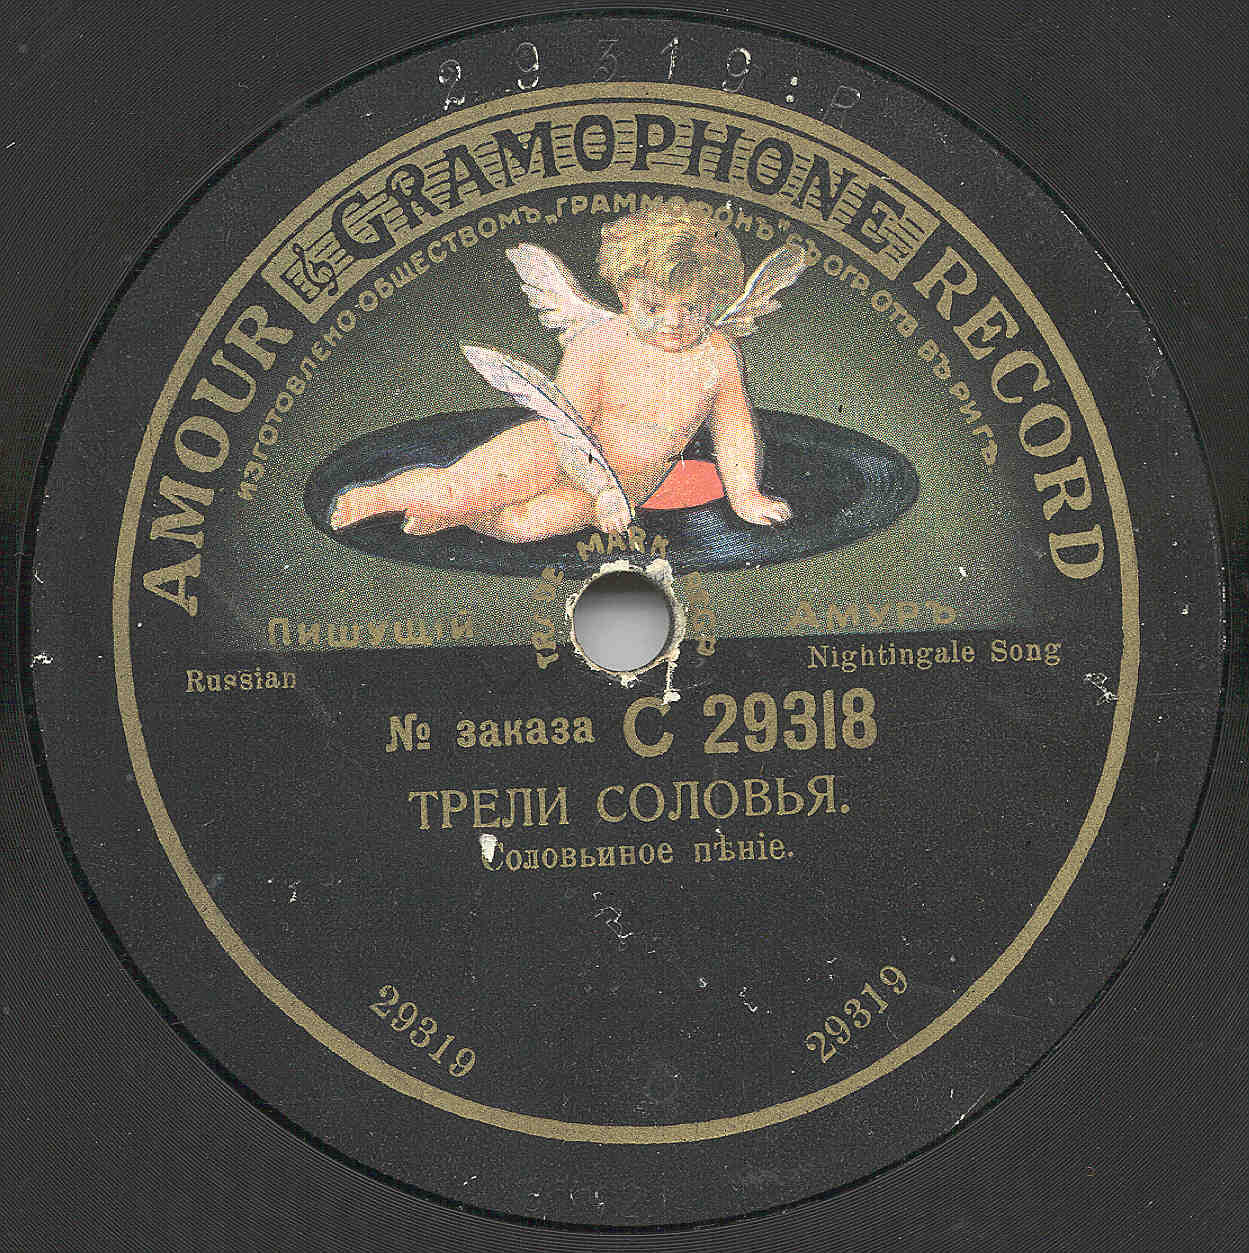 29319:R
AMOUR GRAMOPHONE RECORD
ИЗГОТОВЛЕНО ОБЩЕСТВОМЪ „ГРАММОФОНЪ“ СЪ ОГР.ОТВ. ВЪ РИГѢ
TRADE MARK
Пишущій Амуръ
Russian
Nightingale Song
№ заказа С 29318
ТРЕЛИ СОЛОВЬЯ.
Соловьиное пѣніе.
29319
29319